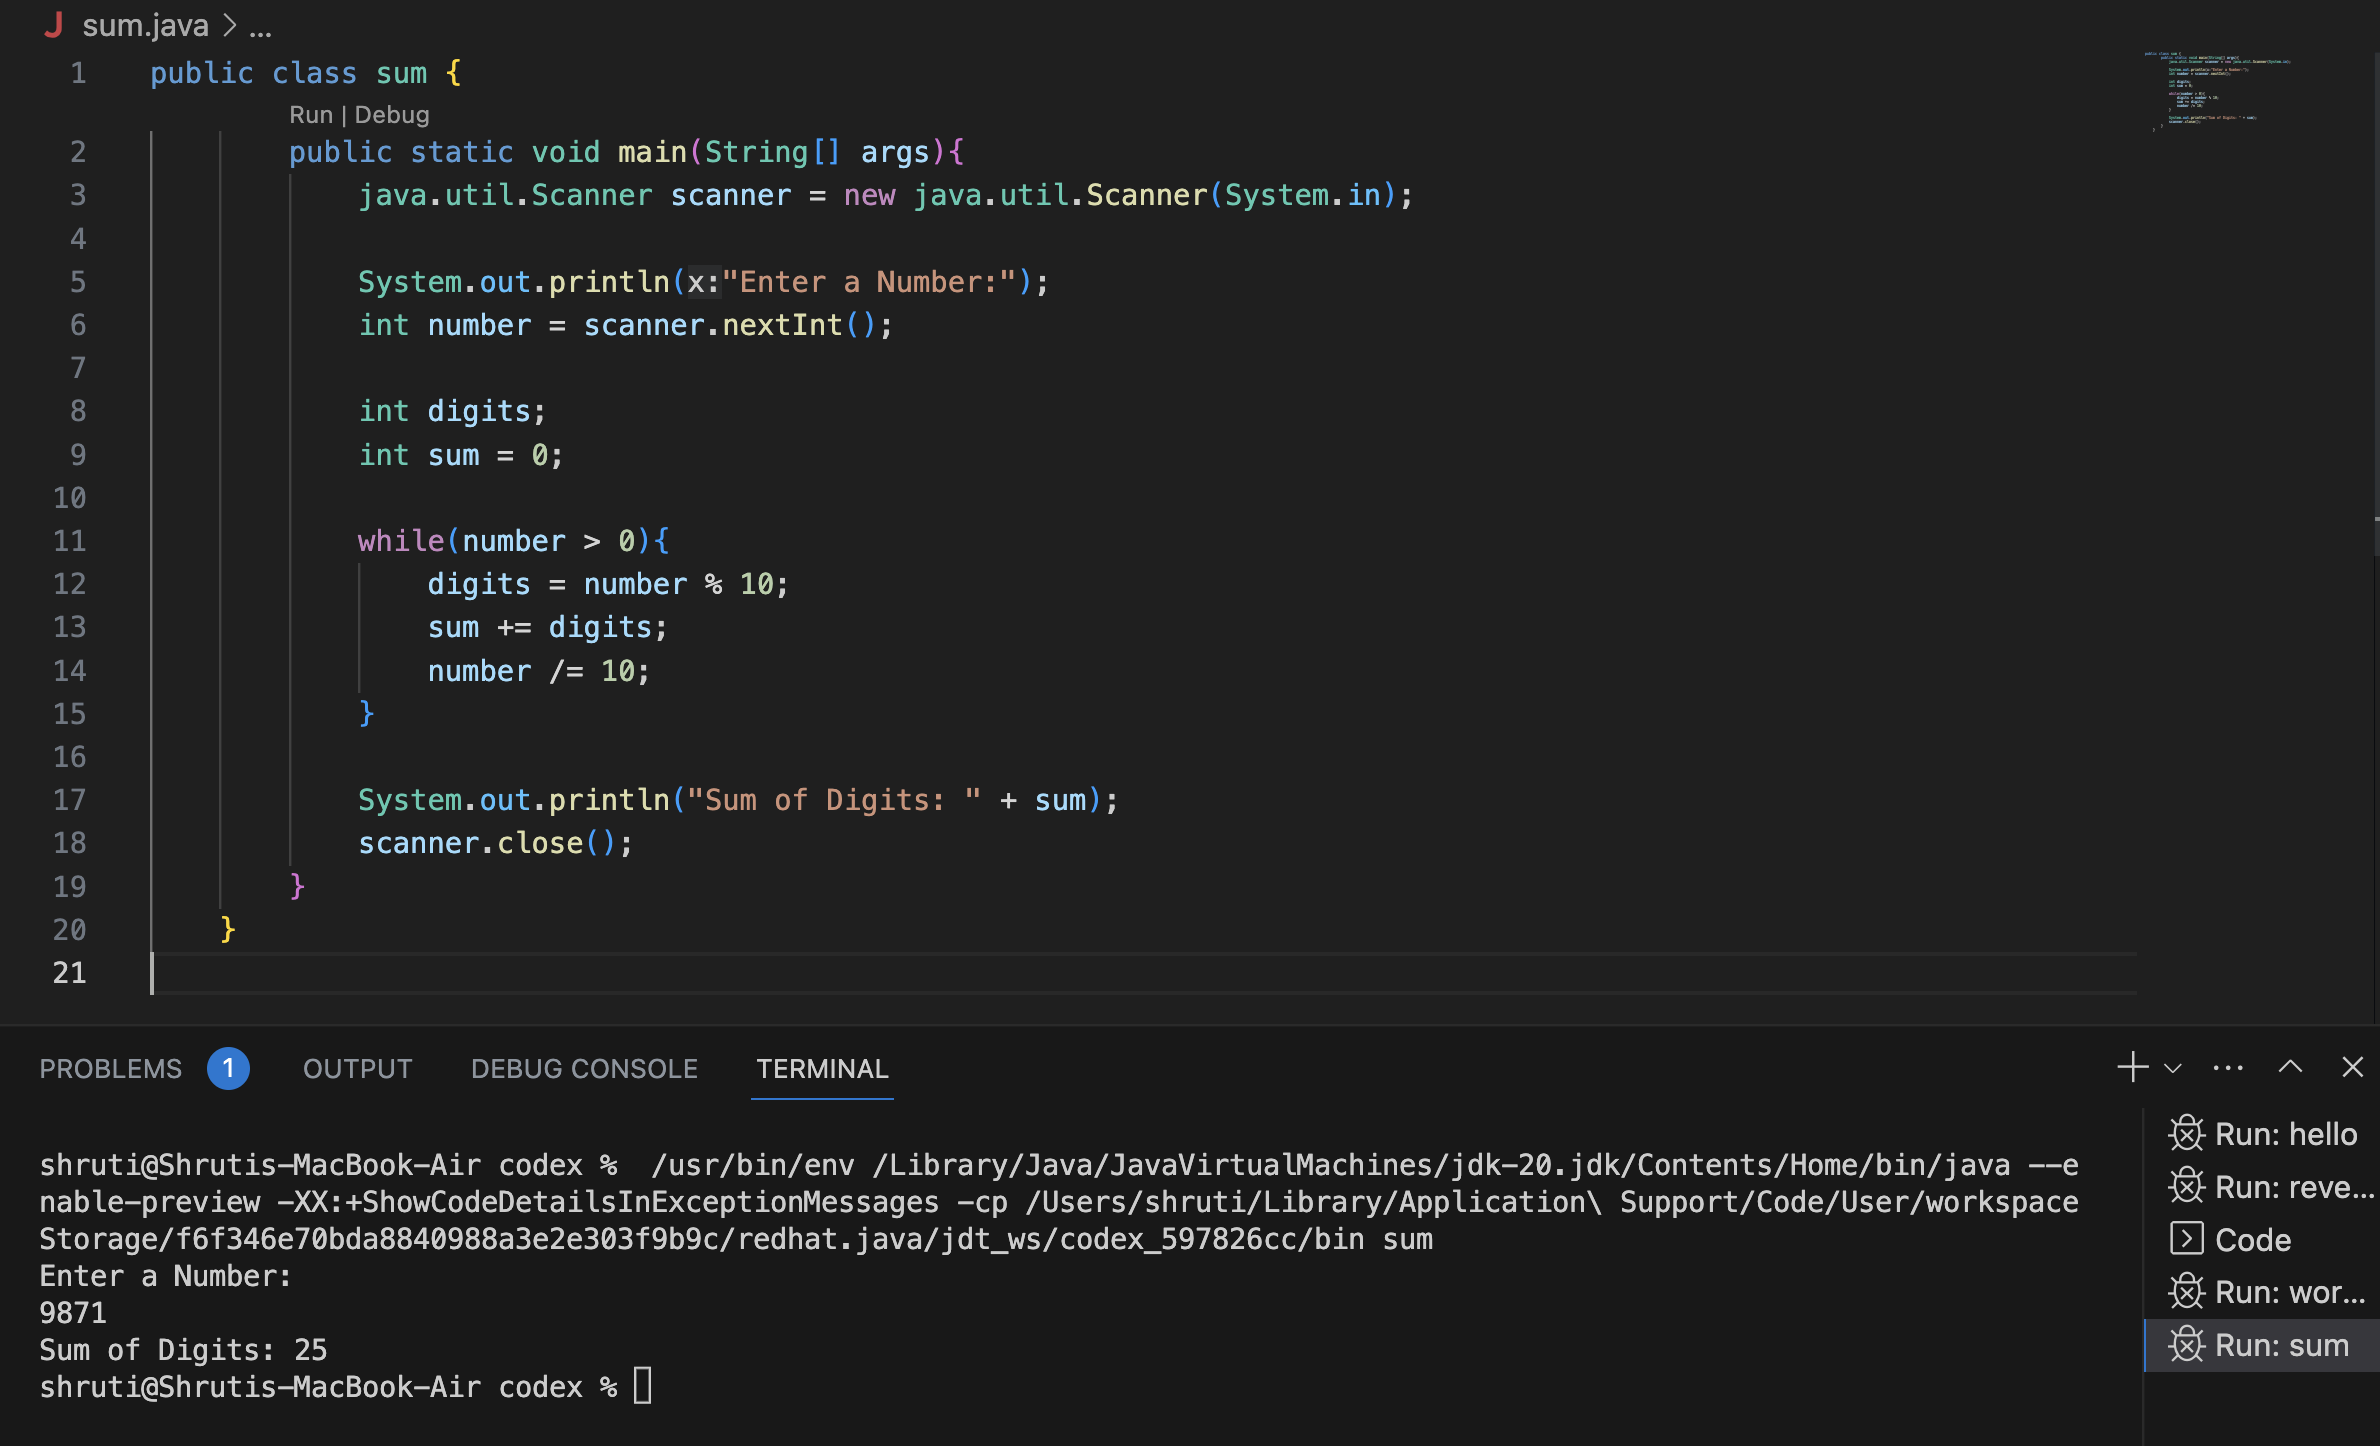 sum.java > ...
1 public class sum {
Run | Debug
2 public static void main(String[] args){
3 java.util.Scanner scanner = new java.util.Scanner(System.in);
4
5 System.out.println(x:"Enter a Number:");
6 int number = scanner.nextInt();
7
8 int digits;
9 int sum = 0;
10
11 while(number > 0){
12 digits = number % 10;
13 sum += digits;
14 number /= 10;
15 }
16
17 System.out.println("Sum of Digits: " + sum);
18 scanner.close();
19 }
20 }
21
PROBLEMS 1 OUTPUT DEBUG CONSOLE TERMINAL
shruti@Shrutis-MacBook-Air codex %  /usr/bin/env /Library/Java/JavaVirtualMachines/jdk-20.jdk/Contents/Home/bin/java --e
nable-preview -XX:+ShowCodeDetailsInExceptionMessages -cp /Users/shruti/Library/Application\ Support/Code/User/workspace
Storage/f6f346e70bda8840988a3e2e303f9b9c/redhat.java/jdt_ws/codex_597826cc/bin sum
Enter a Number:
9871
Sum of Digits: 25
shruti@Shrutis-MacBook-Air codex %
Run: hello
Run: reve...
Code
Run: wor...
Run: sum